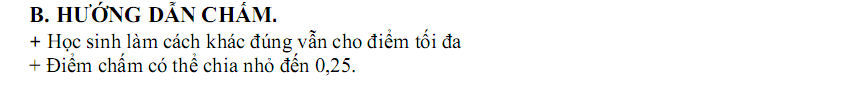 B. HƯỚNG DẪN CHẤM.
+ Học sinh làm cách khác đúng vẫn cho điểm tối đa
+ Điểm chấm có thể chia nhỏ đến 0,25.